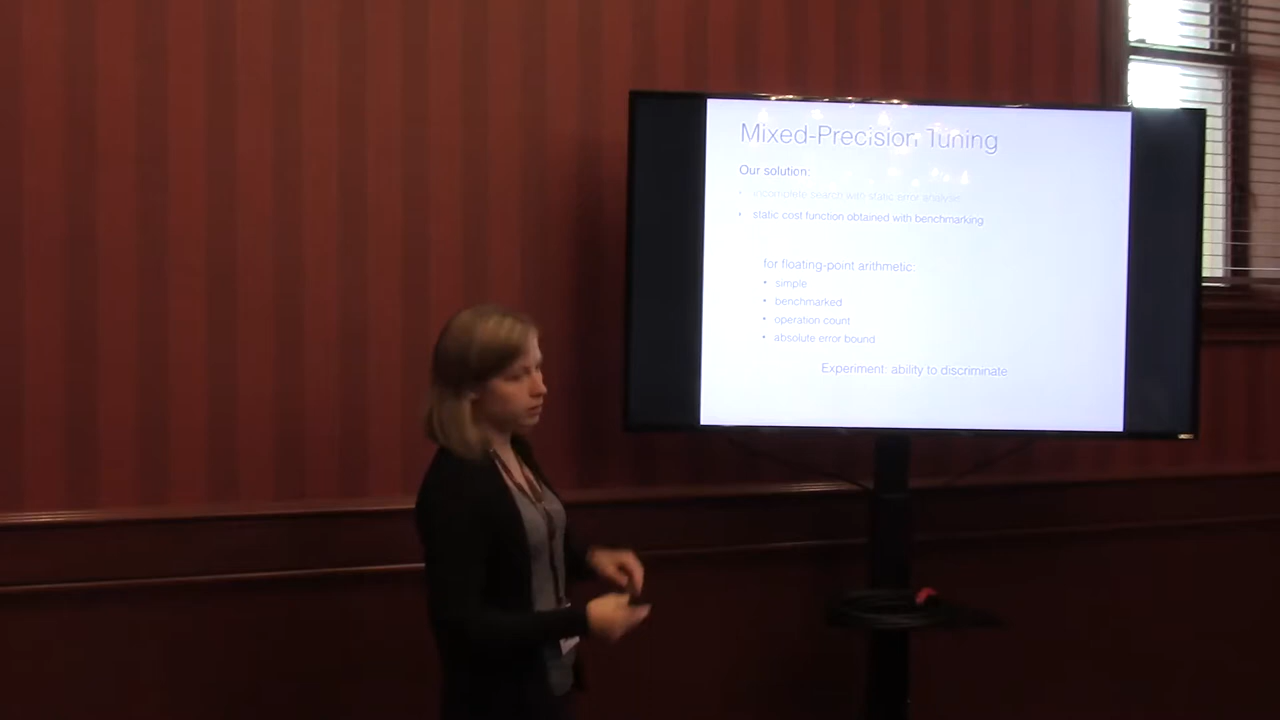 Mixed-Precision Tuning
Our solution:
• incomplete search with static error analysis
• static cost function obtained with benchmarking
for floating-point arithmetic:
• simple
• benchmarked
• operation count
• absolute error bound
Experiment: ability to discriminate